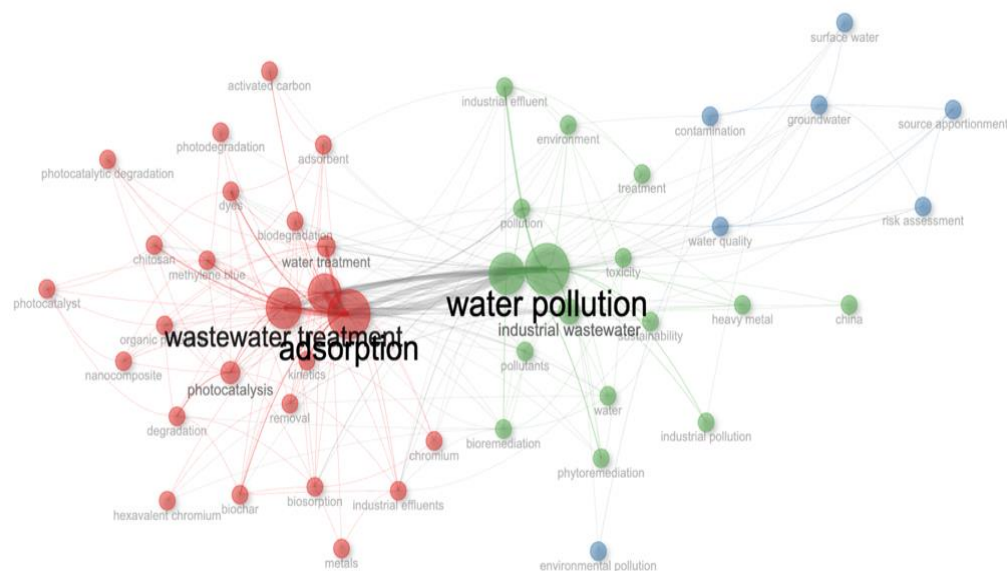 surface water
activated carbon
industrial effluent
groundwater
source apportionment
contamination
environment
photodegradation
adsorbent
photocatalytic degradation
treatment
dyes
risk assessment
pollution
biodegradation
water quality
chitosan
water treatment
methylene blue
toxicity
photocatalyst
water pollution
heavy metal
china
industrial wastewater
sustainability
wastewater treatment
organic
adsorption
pollutants
nanocomposite
kinetics
photocatalysis
removal
water
degradation
industrial pollution
bioremediation
chromium
phytoremediation
biosorption
industrial effluents
biochar
hexavalent chromium
metals
environmental pollution